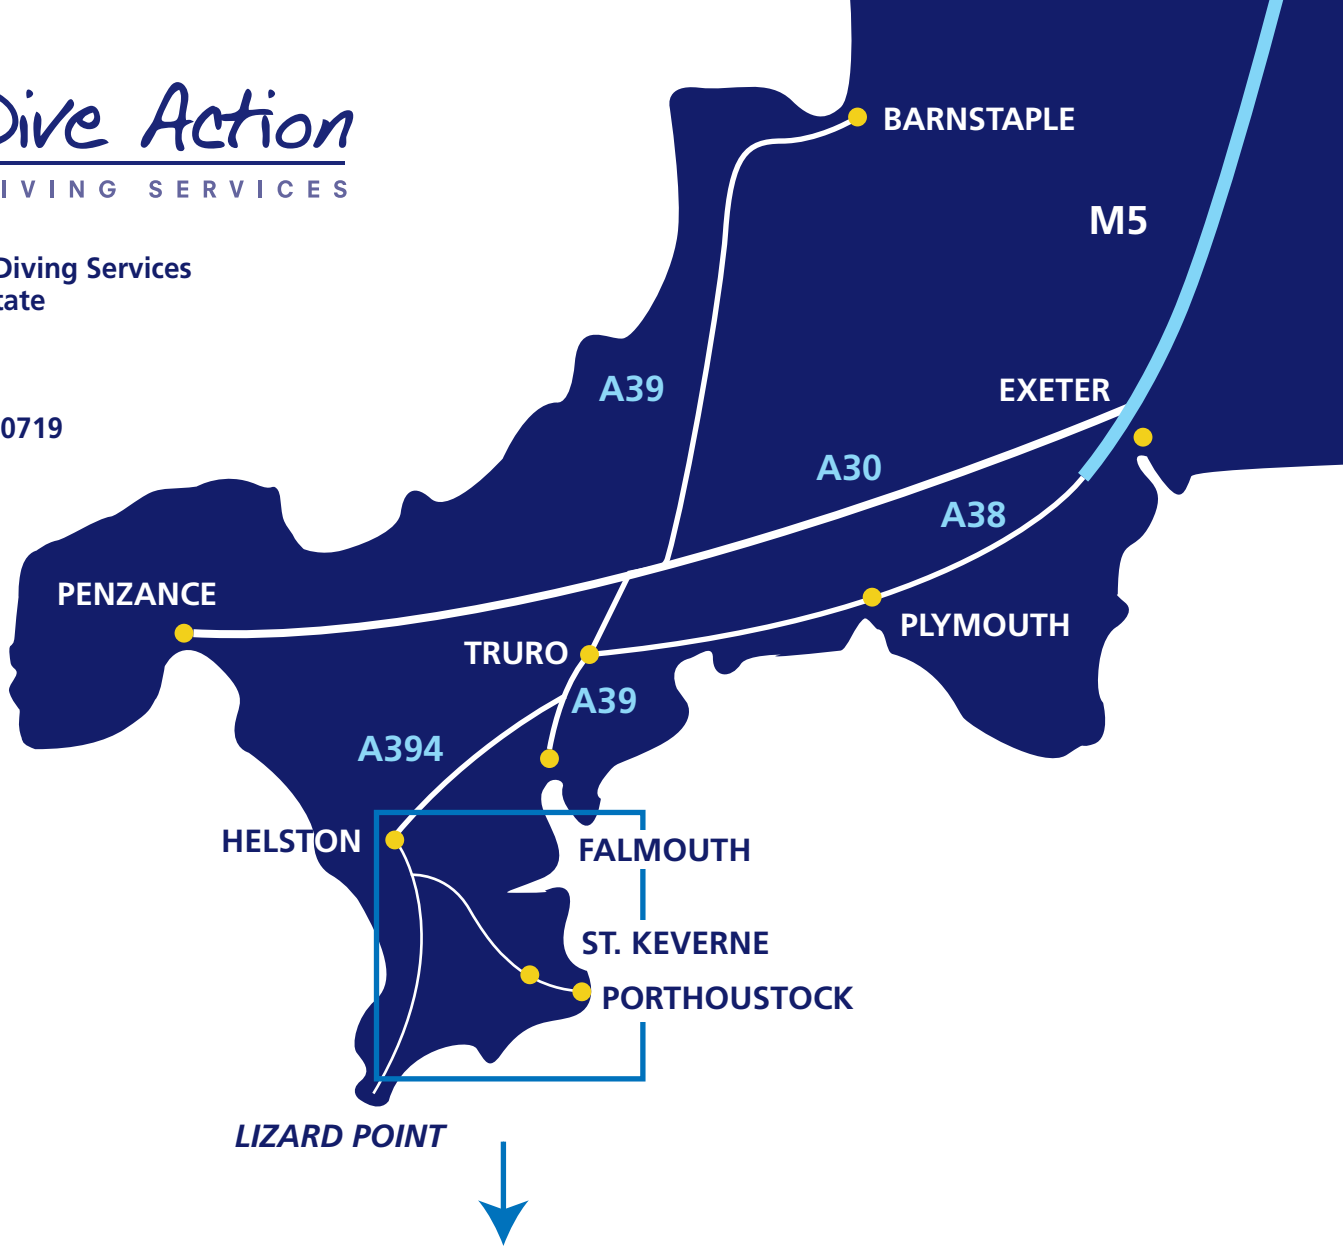 Dive Action
IVING SERVICES
Diving Services
tate
0719
BARNSTAPLE
M5
A39
EXETER
A30
A38
PENZANCE
PLYMOUTH
TRURO
A39
A394
HELSTON
FALMOUTH
ST. KEVERNE
PORTHOUSTOCK
LIZARD POINT